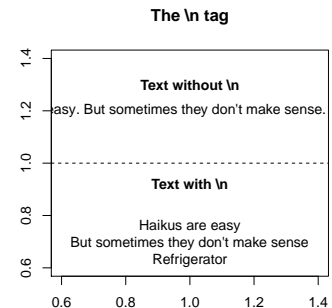 The \n tag
1.4
Text without \n
easy. But sometimes they don't make sense.
1.2
1.0
Text with \n
0.8
Haikus are easy
But sometimes they don't make sense
Refrigerator
0.6
0.6 0.8 1.0 1.2 1.4